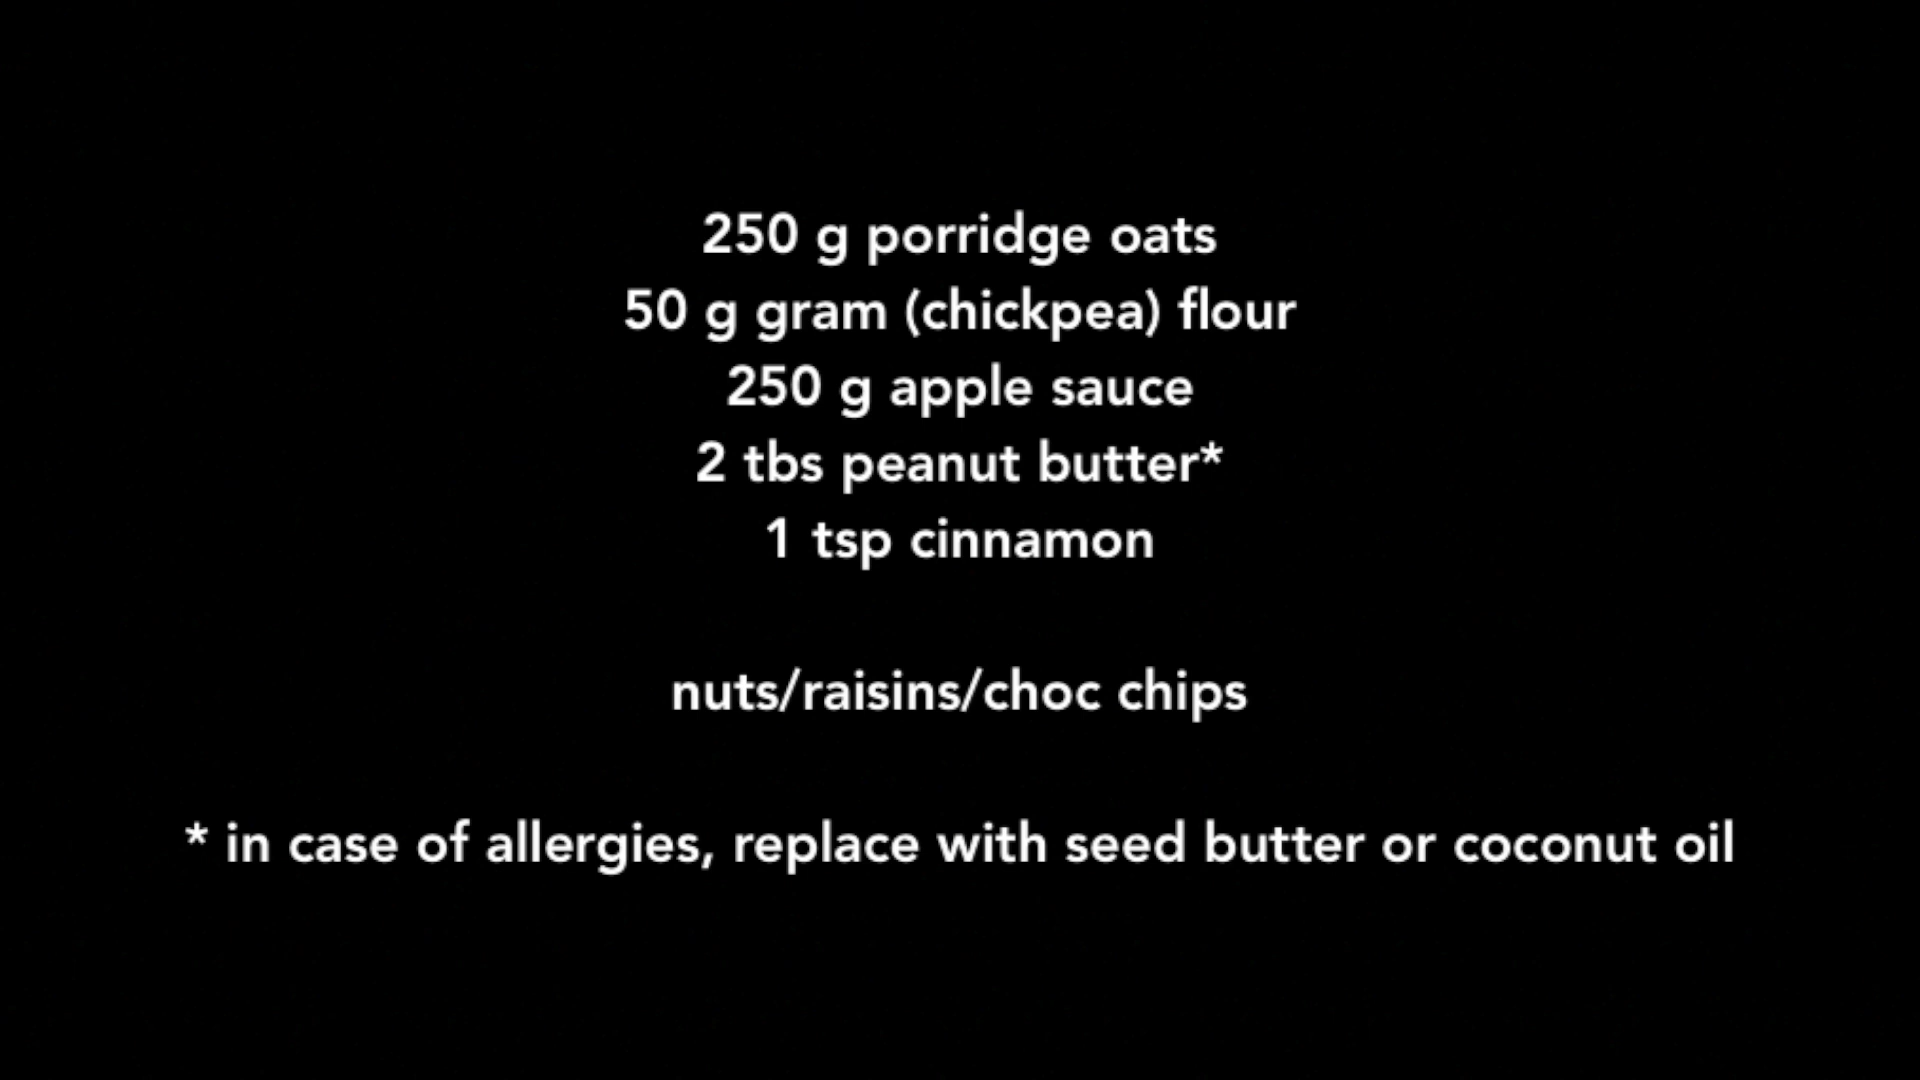 250 g porridge oats
50 g gram (chickpea) flour
250 g apple sauce
2 tbs peanut butter*
1 tsp cinnamon
nuts/raisins/choc chips
* in case of allergies, replace with seed butter or coconut oil